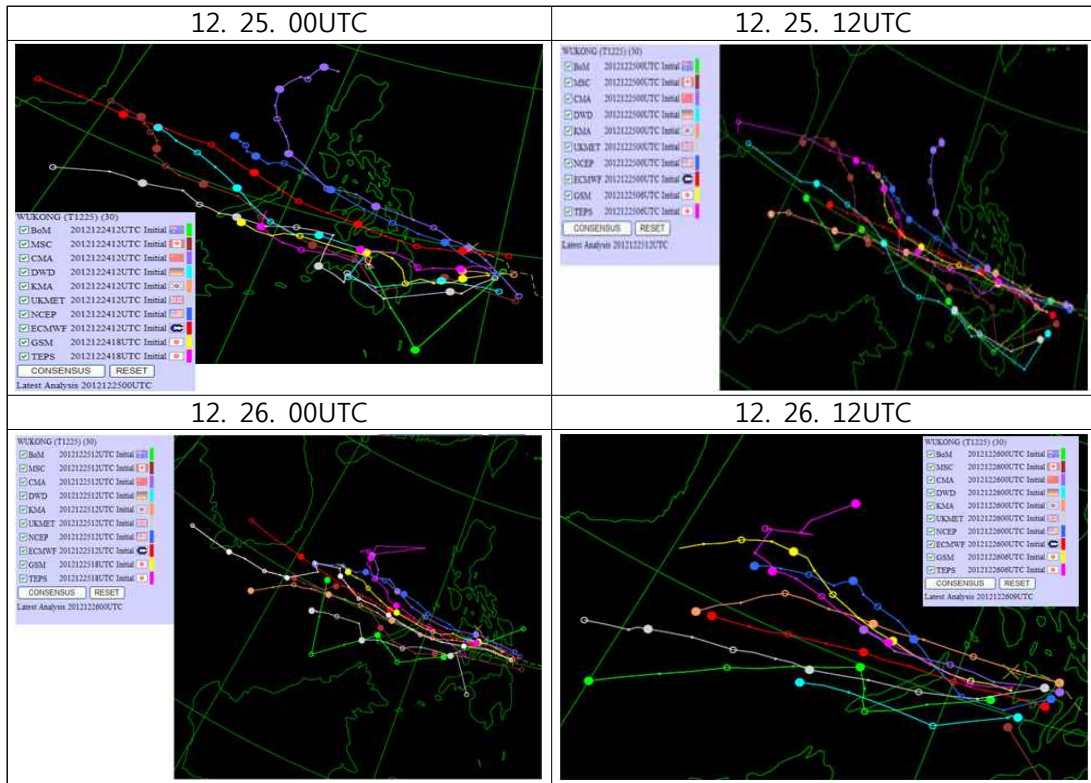 12. 25. 00UTC
12. 25. 12UTC
WUKONG (T1225) (30)
BoM 2012122412UTC Initial
MSC 2012122412UTC Initial
CMA 2012122412UTC Initial
DWD 2012122412UTC Initial
KMA 2012122412UTC Initial
UKMET 2012122412UTC Initial
NCEP 2012122412UTC Initial
ECMWF 2012122412UTC Initial
GSM 2012122418UTC Initial
TEPS 2012122418UTC Initial
CONSENSUS RESET
Latest Analysis 2012122500UTC
WUKONG (T1225) (30)
BoM 2012122500UTC Initial
MSC 2012122500UTC Initial
CMA 2012122500UTC Initial
DWD 2012122500UTC Initial
KMA 2012122500UTC Initial
UKMET 2012122500UTC Initial
NCEP 2012122500UTC Initial
ECMWF 2012122500UTC Initial
GSM 2012122506UTC Initial
TEPS 2012122506UTC Initial
CONSENSUS RESET
Latest Analysis 2012122512UTC
12. 26. 00UTC
12. 26. 12UTC
WUKONG (T1225) (30)
BoM 2012122512UTC Initial
MSC 2012122512UTC Initial
CMA 2012122512UTC Initial
DWD 2012122512UTC Initial
KMA 2012122512UTC Initial
UKMET 2012122512UTC Initial
NCEP 2012122512UTC Initial
ECMWF 2012122512UTC Initial
GSM 2012122518UTC Initial
TEPS 2012122518UTC Initial
CONSENSUS RESET
Latest Analysis 2012122600UTC
WUKONG (T1225) (30)
BoM 2012122600UTC Initial
MSC 2012122600UTC Initial
CMA 2012122600UTC Initial
DWD 2012122600UTC Initial
KMA 2012122600UTC Initial
UKMET 2012122600UTC Initial
NCEP 2012122600UTC Initial
ECMWF 2012122600UTC Initial
GSM 2012122606UTC Initial
TEPS 2012122606UTC Initial
CONSENSUS RESET
Latest Analysis 2012122609UTC